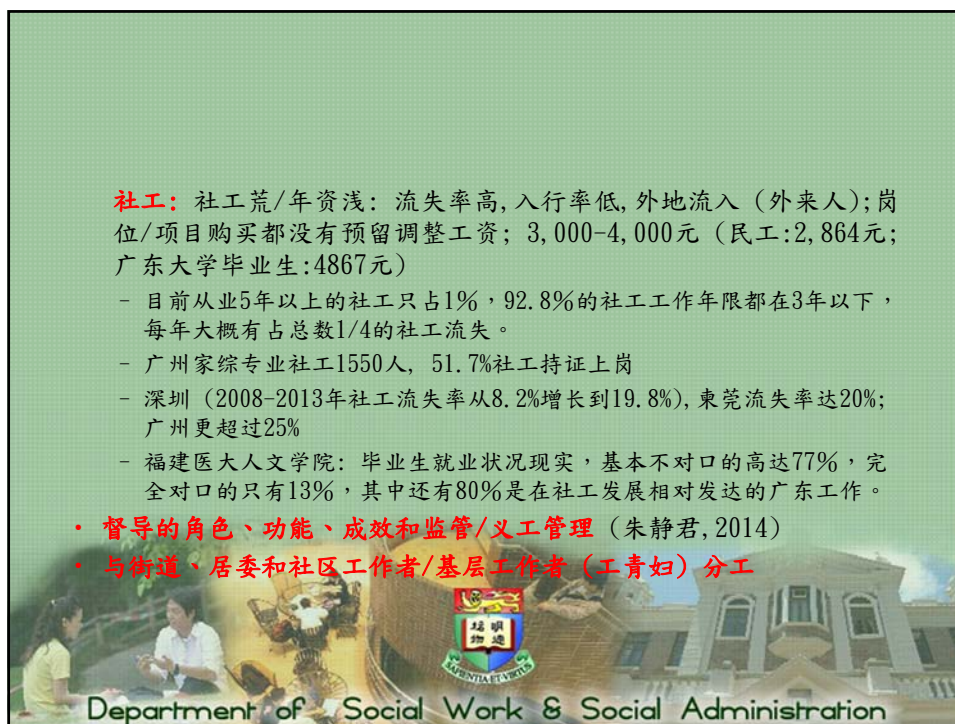 社工: 社工荒/年资浅: 流失率高,入行率低,外地流入 (外来人);岗
位/项目购买都没有预留调整工资; 3,000-4,000元 (民工:2,864元;
广东大学毕业生:4867元)
– 目前从业5年以上的社工只占1%，92.8%的社工工作年限都在3年以下，
每年大概有占总数1/4的社工流失。
– 广州家综专业社工1550人, 51.7%社工持证上岗
– 深圳 (2008-2013年社工流失率从8.2%增长到19.8%),東莞流失率达20%;
广州更超过25%
– 福建医大人文学院: 毕业生就业状况现实，基本不对口的高达77%，完
全对口的只有13%，其中还有80%是在社工发展相对发达的广东工作。
• 督导的角色、功能、成效和监管/义工管理 (朱静君,2014)
• 与街道、居委和社区工作者/基层工作者 (工青妇) 分工
明德
格物
SAPIENTIA·ET·VIRTUS
Department of Social Work & Social Administration